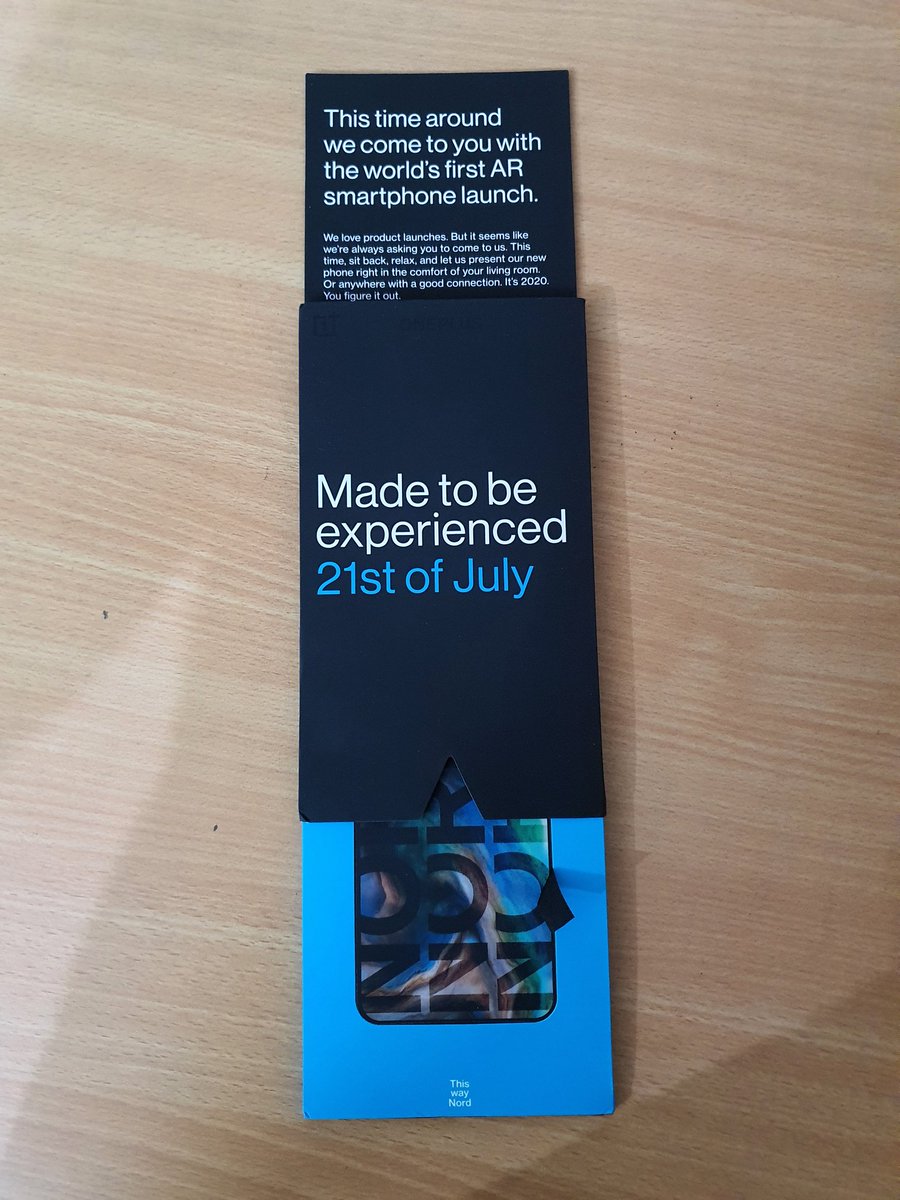 This time around
we come to you with
the world's first AR
smartphone launch.
We love product launches. But it seems like
we're always asking you to come to us. This
time, sit back, relax, and let us present our new
phone right in the comfort of your living room.
Or anywhere with a good connection. It's 2020.
You figure it out.
ONEPLUS
Made to be
experienced
21st of July
This
way
Nord